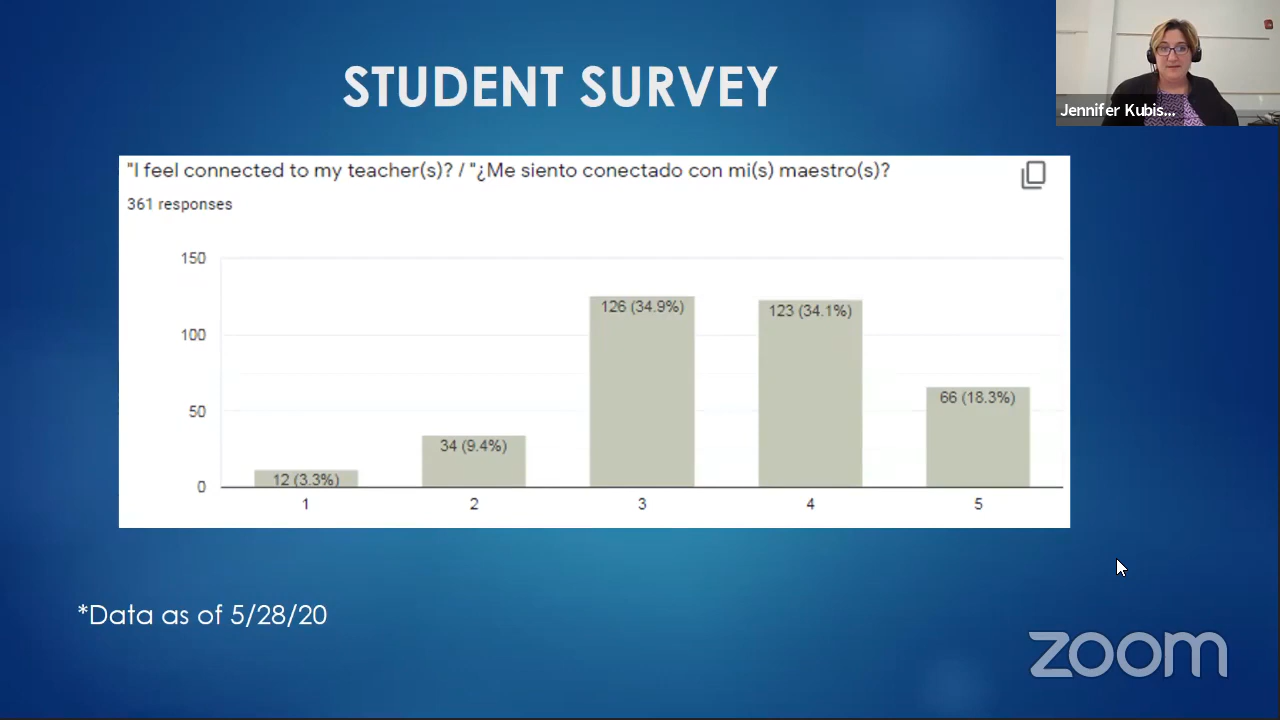 STUDENT SURVEY
Jennifer Kubis...
"I feel connected to my teacher(s)? / "¿Me siento conectado con mi(s) maestro(s)?
361 responses
150
100
50
0
12 (3.3%)
34 (9.4%)
126 (34.9%)
123 (34.1%)
66 (18.3%)
1
2
3
4
5
*Data as of 5/28/20
zoom